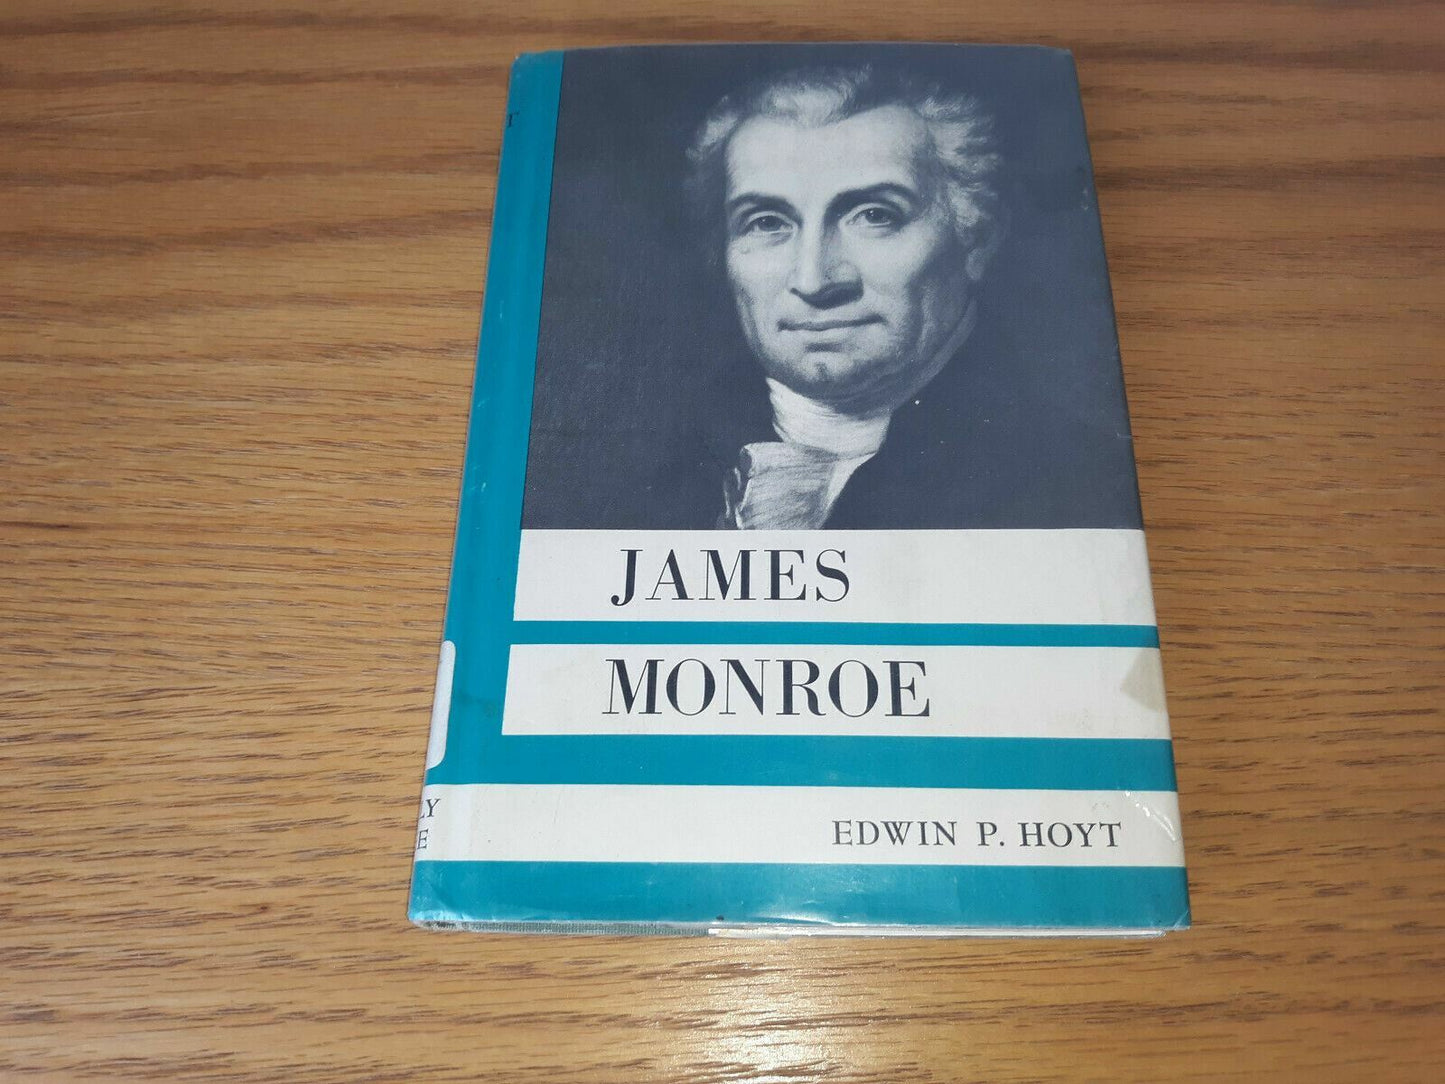 JAMES
MONROE
EDWIN P. HOYT